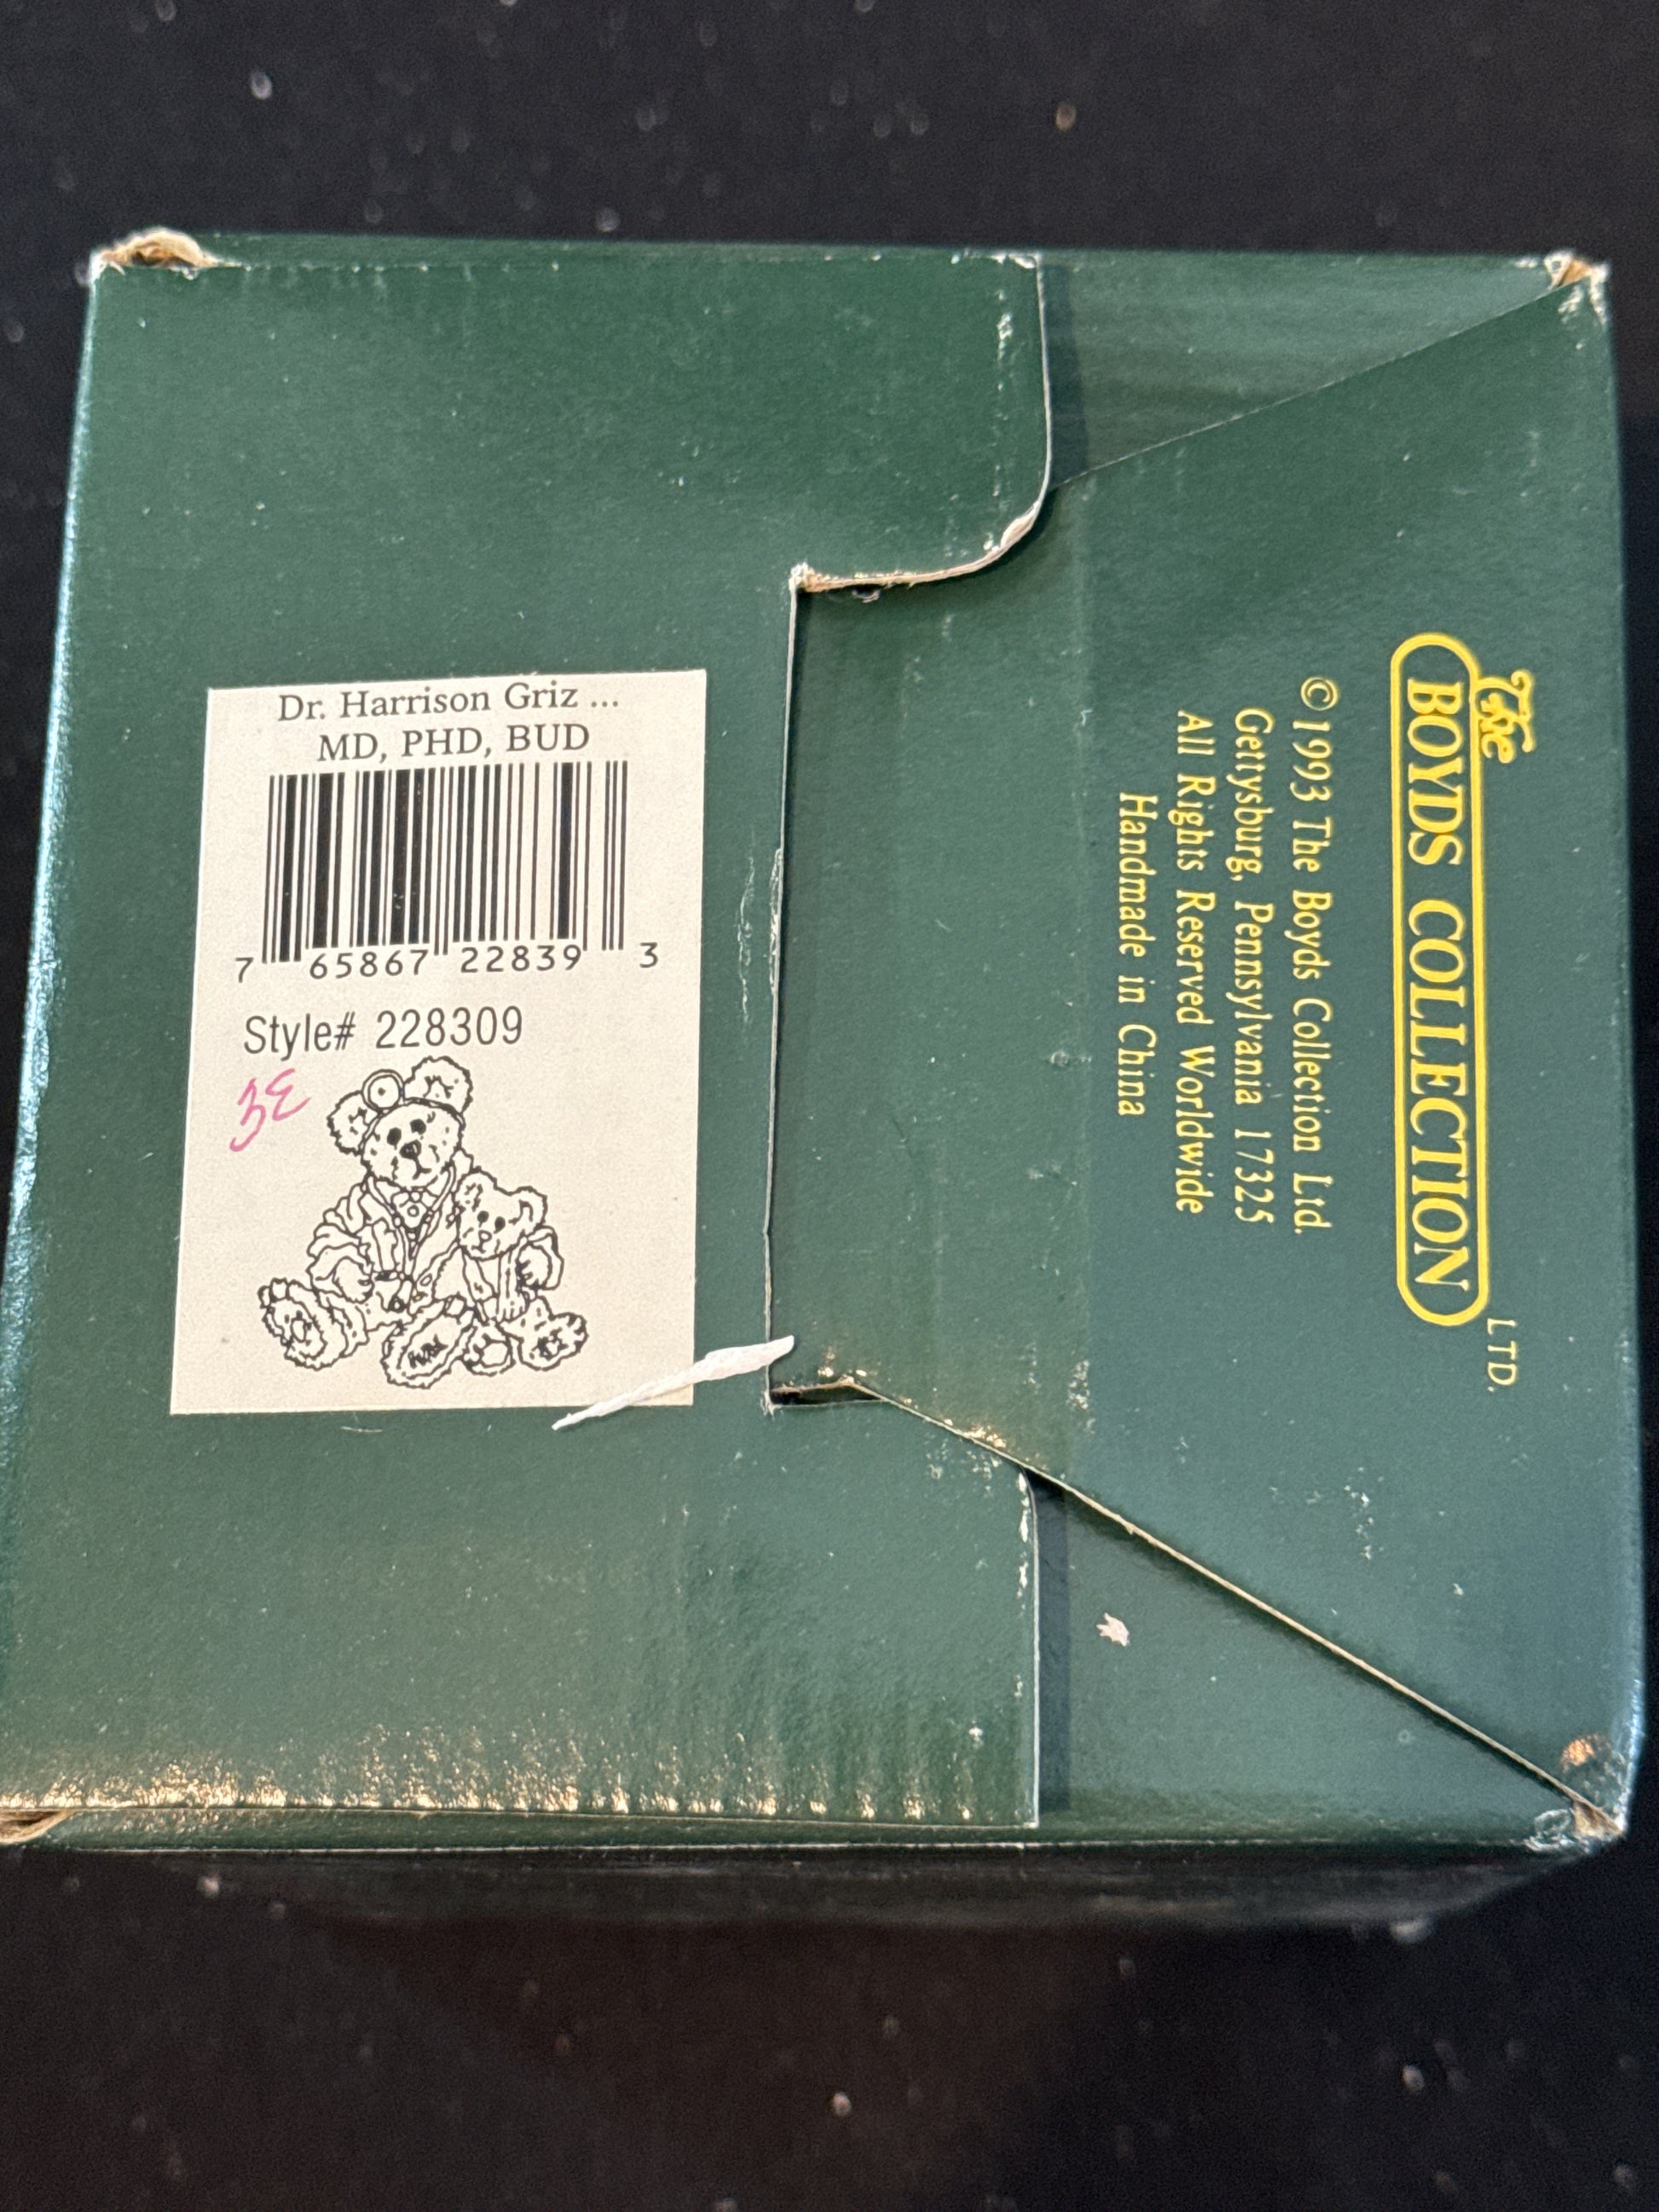 Dr. Harrison Griz ...
MD, PHD, BUD
7 65867 22839 3
Style# 228309
3E
The
BOYDS COLLECTION
LTD.
©1993 The Boyds Collection Ltd.
Gettysburg, Pennsylvania 17325
All Rights Reserved Worldwide
Handmade in China